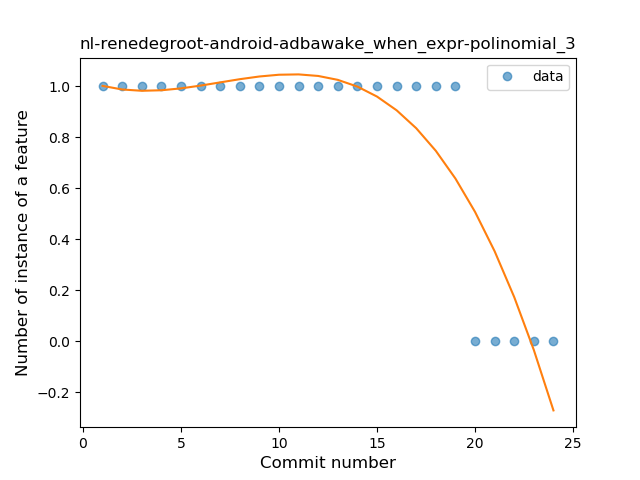 nl-renedegroot-android-adbawake_when_expr-polinomial_3
data
Number of instance of a feature
1.0
0.8
0.6
0.4
0.2
0.0
−0.2
0 5 10 15 20 25
Commit number